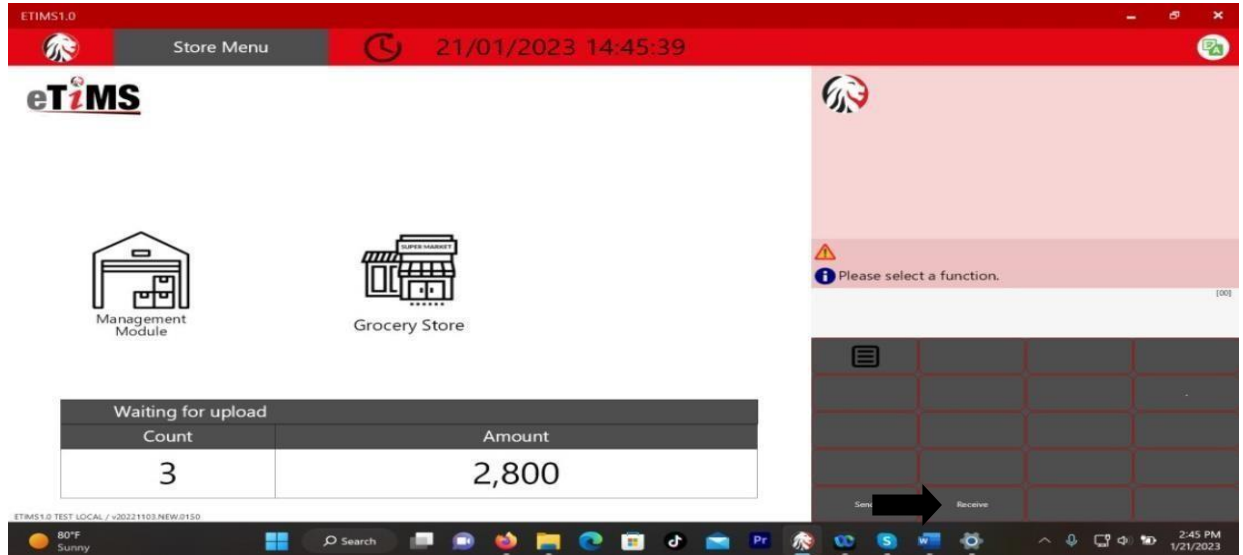 ETIMS1.0
Store Menu
21/01/2023 14:45:39
eTiMS
SUPER MARKET
Management
Module
Grocery Store
Please select a function.
[00]
Waiting for upload
Count
Amount
3
2,800
Receive
ETIMS1.0 TEST LOCAL / v20221103.NEW.0150
80°F
Sunny
Search
Pr
2:45 PM
1/21/2023